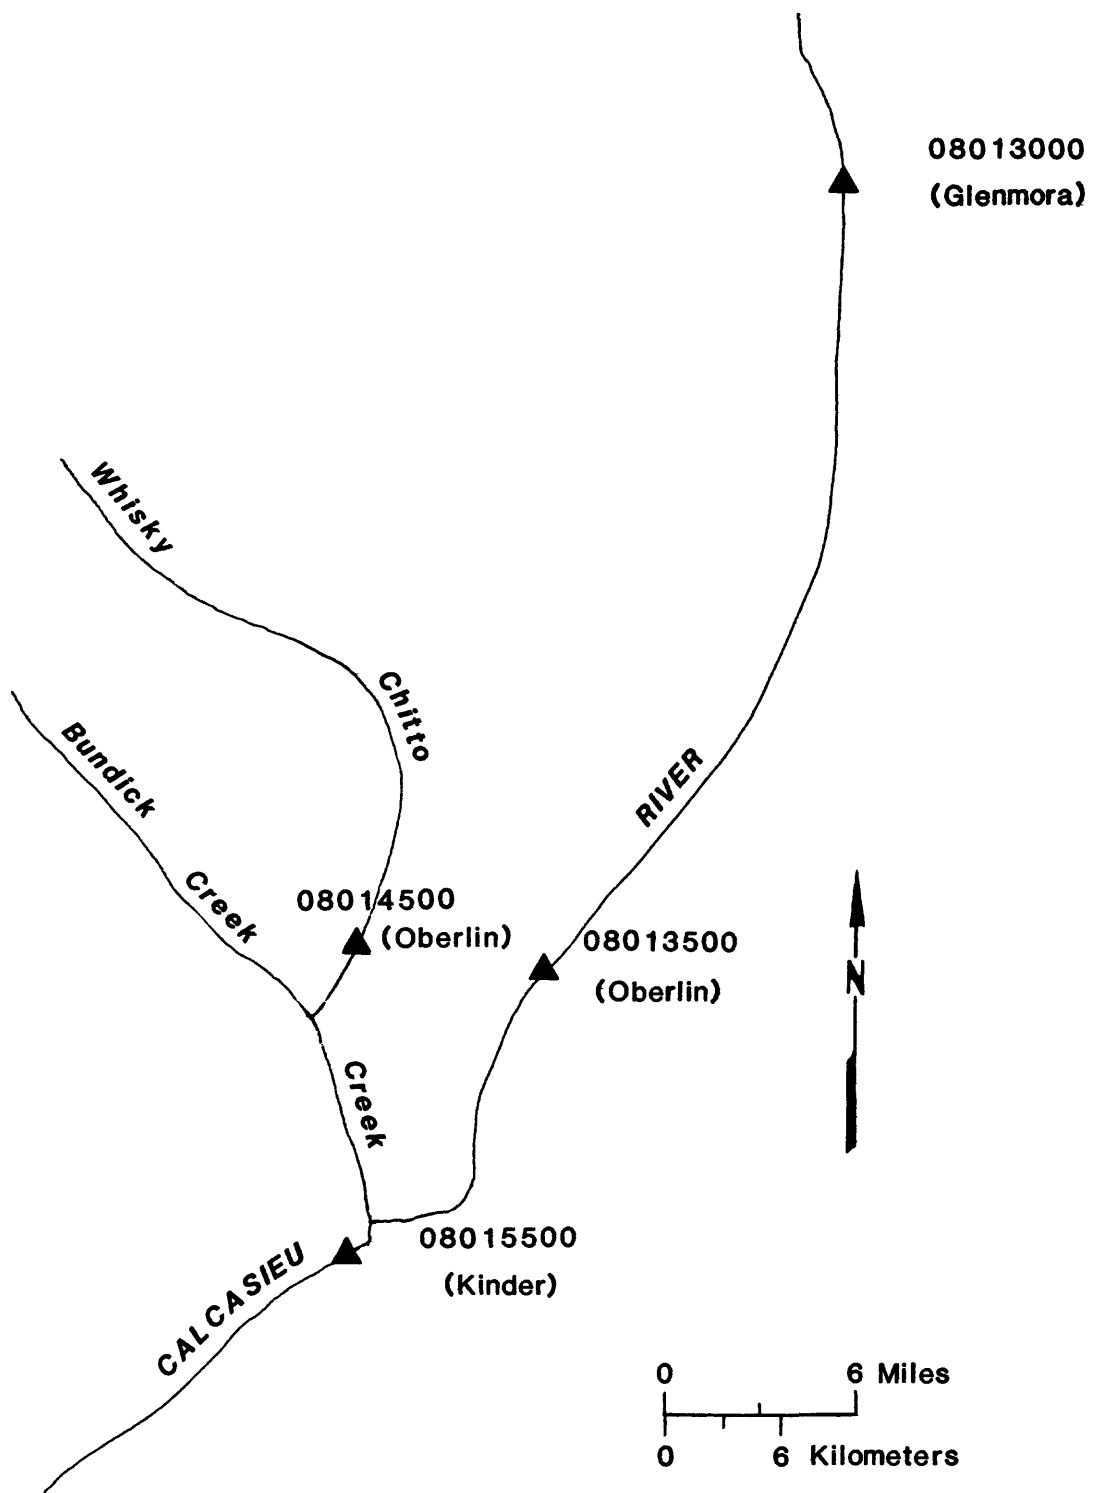 08013000
(Glenmora)
Whisky
Chitto
Bundick
RIVER
Creek
08014500
(Oberlin)
08013500
(Oberlin)
N
Creek
08015500
(Kinder)
CALCASIEU
0 6 Miles
0 6 Kilometers